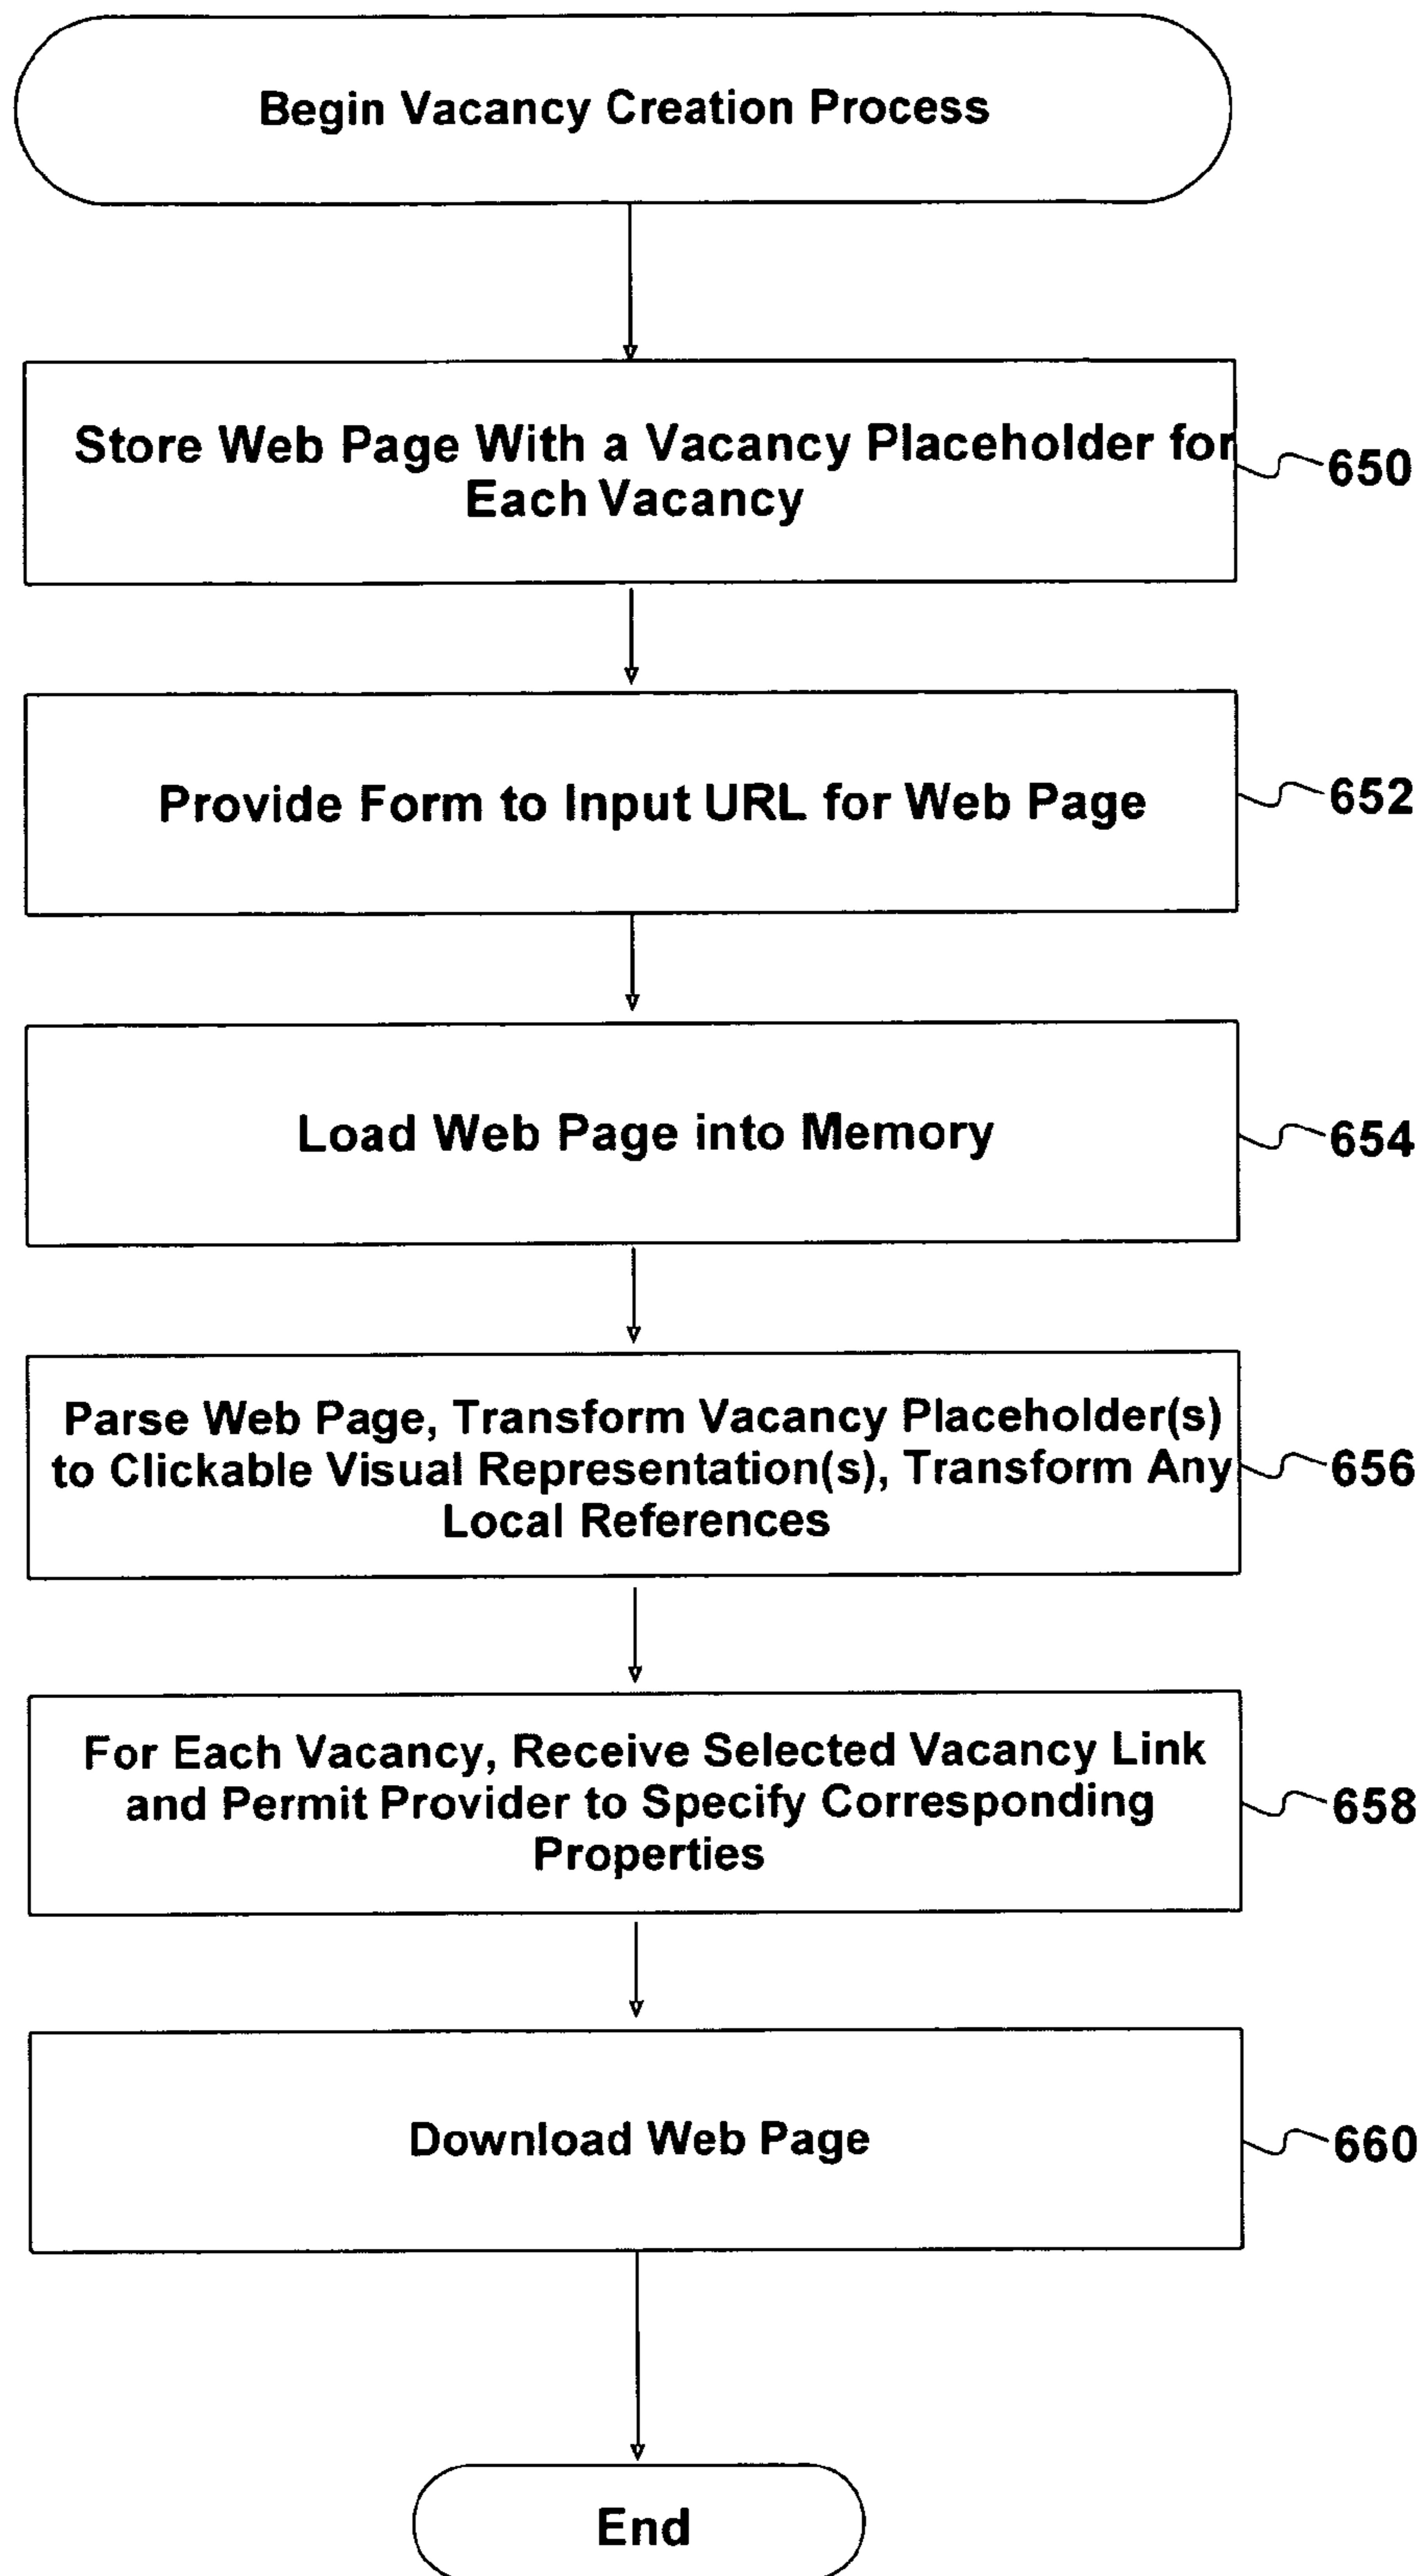 Begin Vacancy Creation Process
Store Web Page With a Vacancy Placeholder for
Each Vacancy
650
Provide Form to Input URL for Web Page
652
Load Web Page into Memory
654
Parse Web Page, Transform Vacancy Placeholder(s)
to Clickable Visual Representation(s), Transform Any
Local References
656
For Each Vacancy, Receive Selected Vacancy Link
and Permit Provider to Specify Corresponding
Properties
658
Download Web Page
660
End